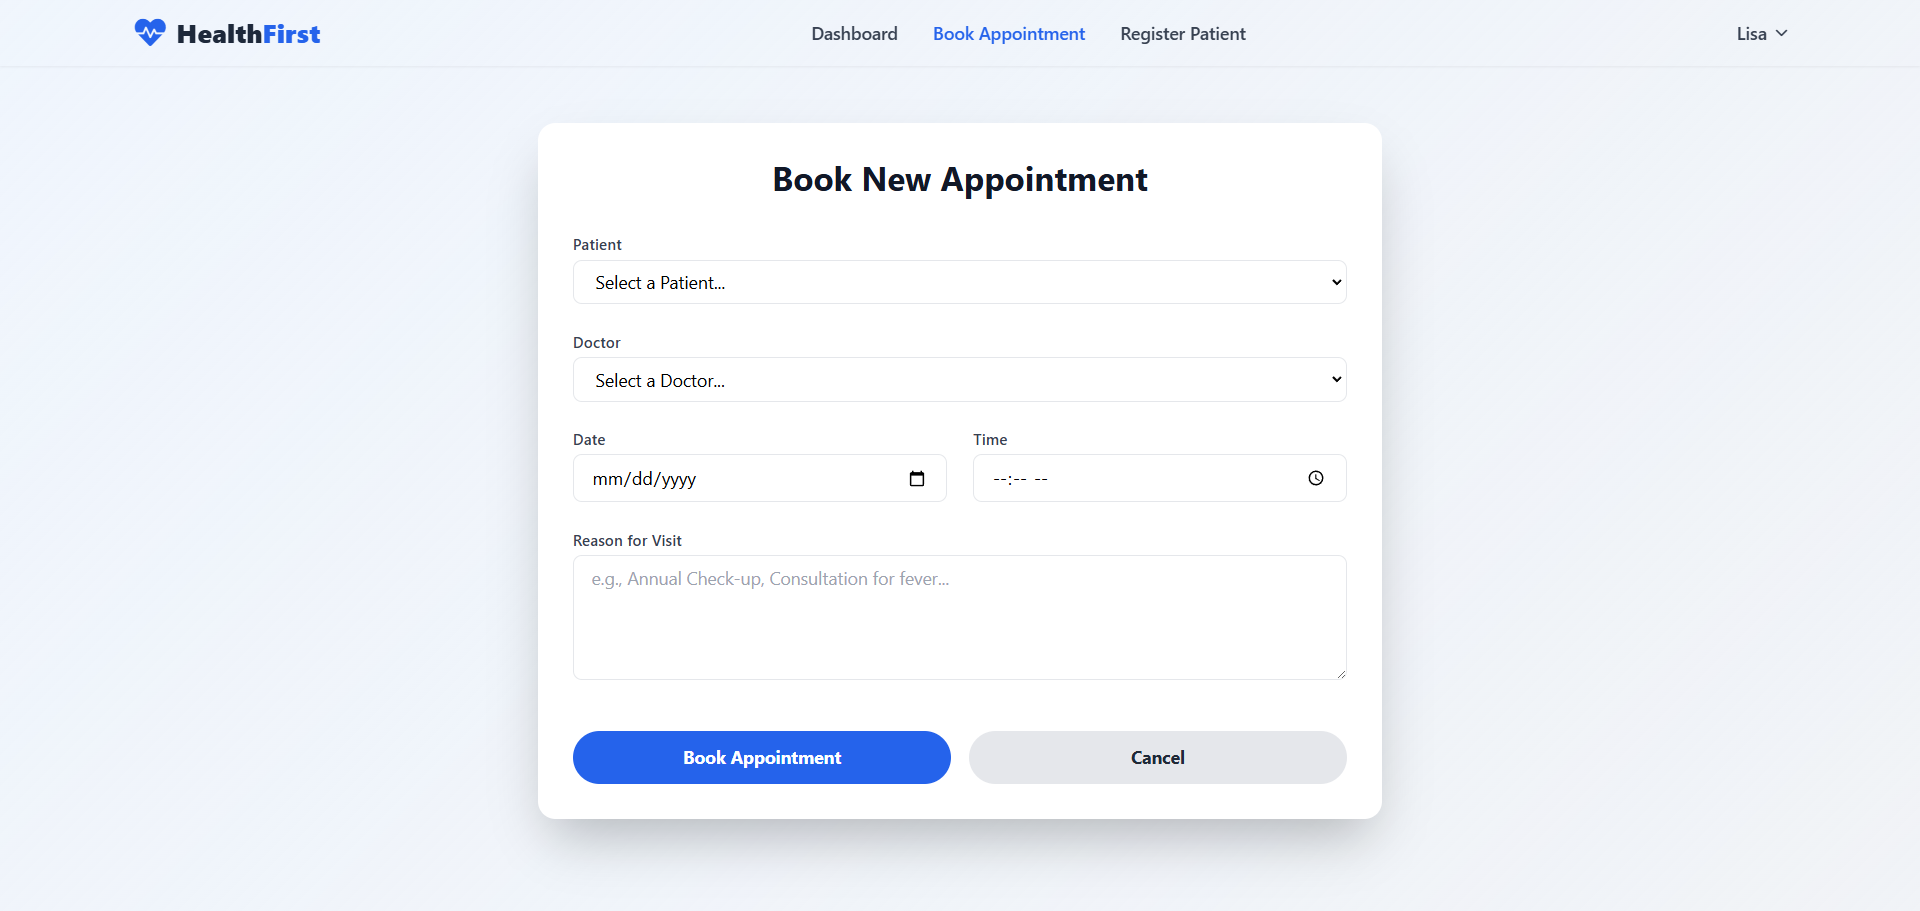 HealthFirst
Dashboard Book Appointment Register Patient
Lisa
Book New Appointment
Patient
Select a Patient...
Doctor
Select a Doctor...
Date Time
mm/dd/yyyy --:-- --
Reason for Visit
e.g., Annual Check-up, Consultation for fever...
Book Appointment Cancel